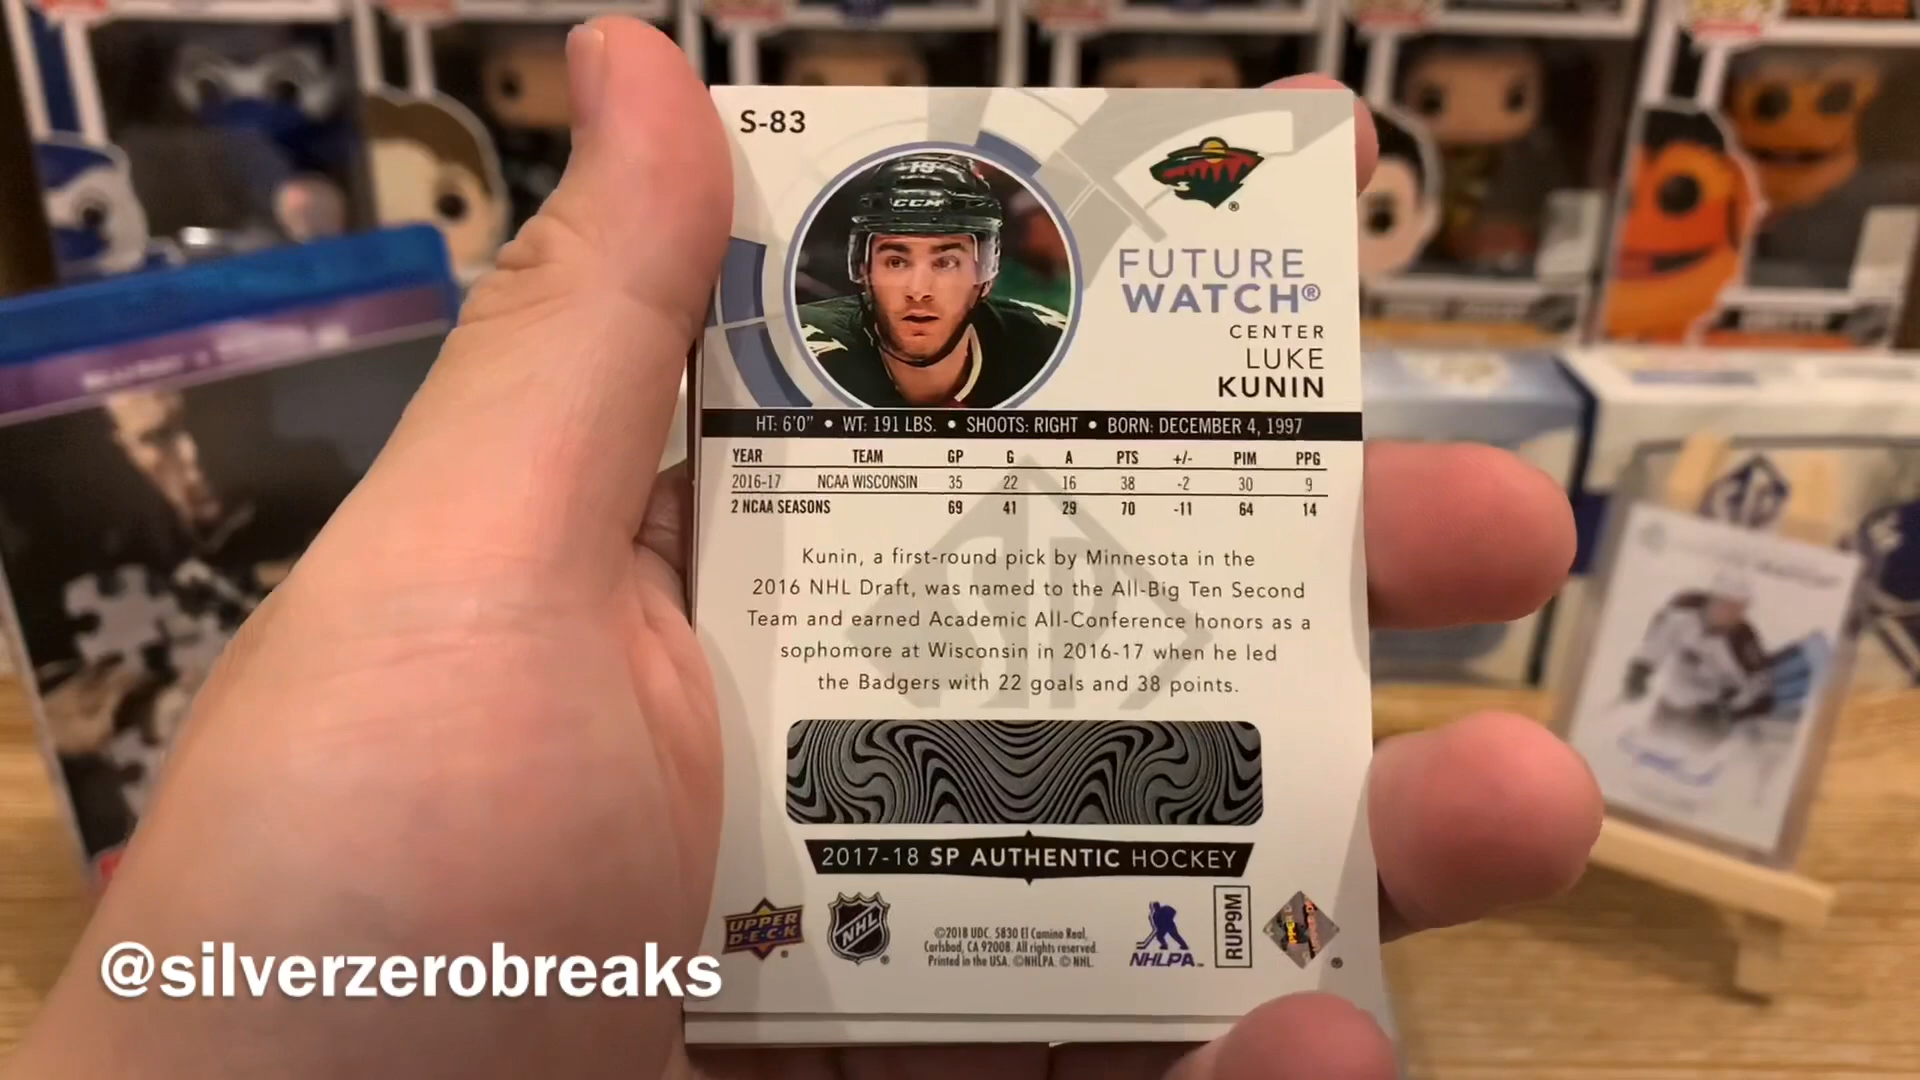 S-83
19
CCM
FUTURE
WATCH®
CENTER
LUKE
KUNIN
HT: 6'0" • WT: 191 LBS. • SHOOTS: RIGHT • BORN: DECEMBER 4, 1997
YEAR TEAM GP G A PTS +/- PIM PPG
2016-17 NCAA WISCONSIN 35 22 16 38 -2 30 9
2 NCAA SEASONS 69 41 29 70 -11 64 14
Kunin, a first-round pick by Minnesota in the
2016 NHL Draft, was named to the All-Big Ten Second
Team and earned Academic All-Conference honors as a
sophomore at Wisconsin in 2016-17 when he led
the Badgers with 22 goals and 38 points.
SP
2017-18 SP AUTHENTIC HOCKEY
UPPER
DECK
NHL
©2018 UDC. 5830 El Camino Real,
Carlsbad, CA 92008. All rights reserved.
Printed in the USA. ©NHLPA. © NHL.
NHLPA
RUP9M
@silverzerobreaks